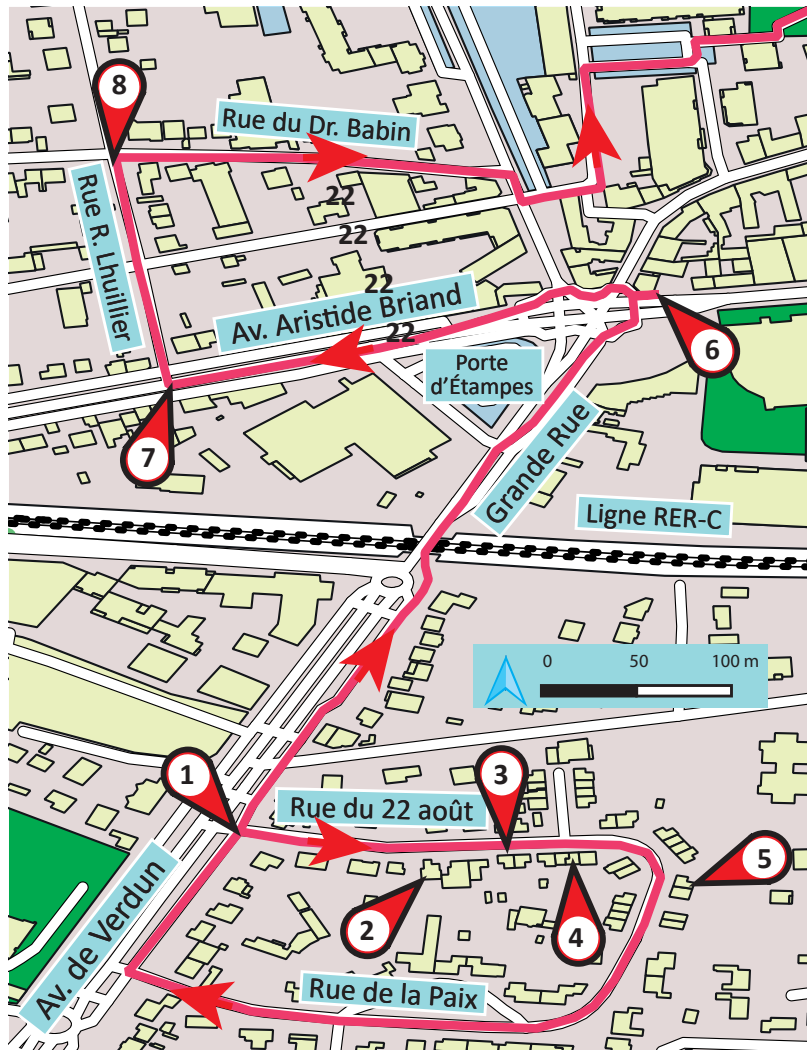 8
Rue du Dr. Babin
22
22
22
22
Rue R. Lhuillier
Av. Aristide Briand
6
Porte
d'Étampes
7
Grande Rue
Ligne RER-C
0 50 100 m
1
3
Rue du 22 août
5
2
4
Av. de Verdun
Rue de la Paix